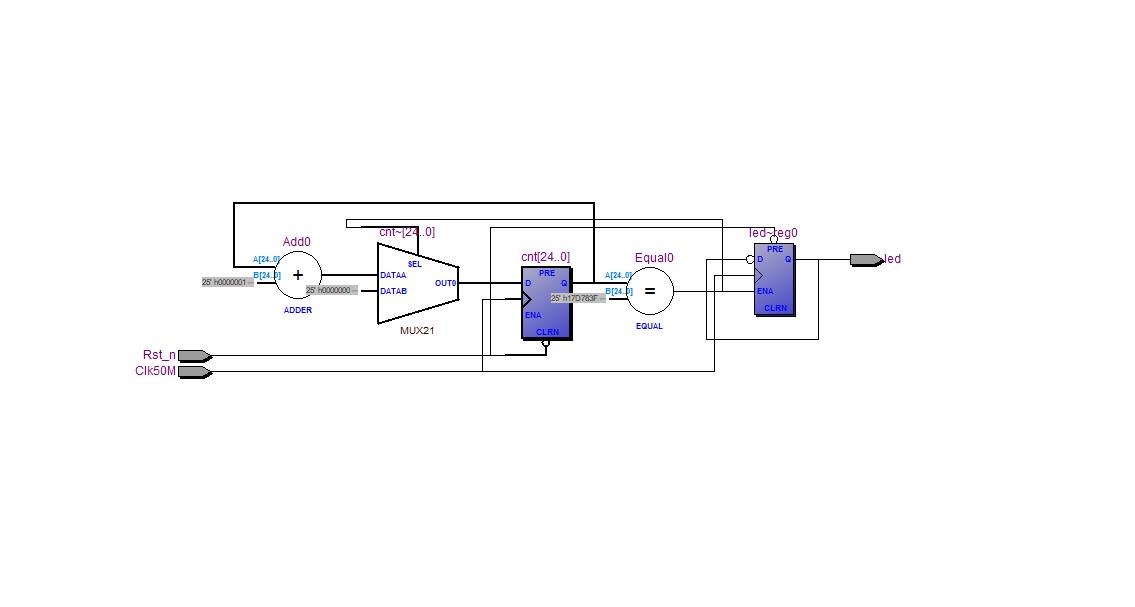 led~reg0
cnt~[24..0]
PRE
Add0
cnt[24..0]
Equal0
D
Q
led
A[24..0]
SEL
PRE
A[24..0]
B[24..0]
+
DATAA
D
Q
B[24..0]
=
ENA
25' h0000001 --
25' h0000000 --
DATAB
OUT0
25' h17D783F --
CLRN
ADDER
ENA
EQUAL
MUX21
CLRN
Rst_n
Clk50M